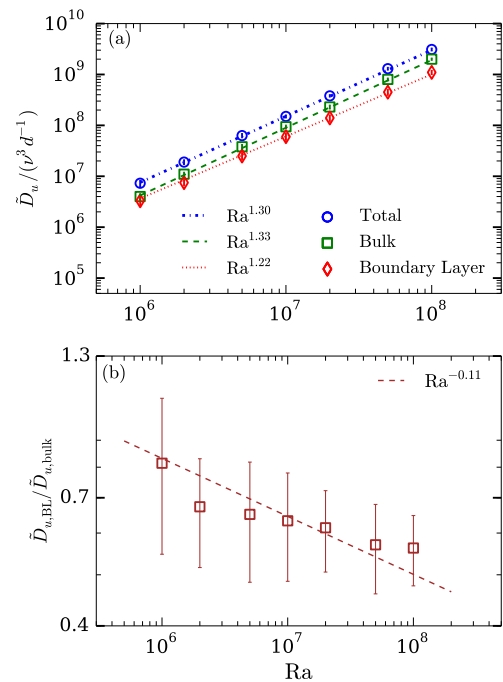 (a)
10^10
10^9
10^8
10^7
10^6
10^5
D̃_u/(ν^3 d^−1)
Ra^1.30 Total
Ra^1.33 Bulk
Ra^1.22 Boundary Layer
10^6 10^7 10^8
(b)
1.3
0.7
0.4
D̃_u,BL/D̃_u,bulk
Ra^−0.11
10^6 10^7 10^8
Ra